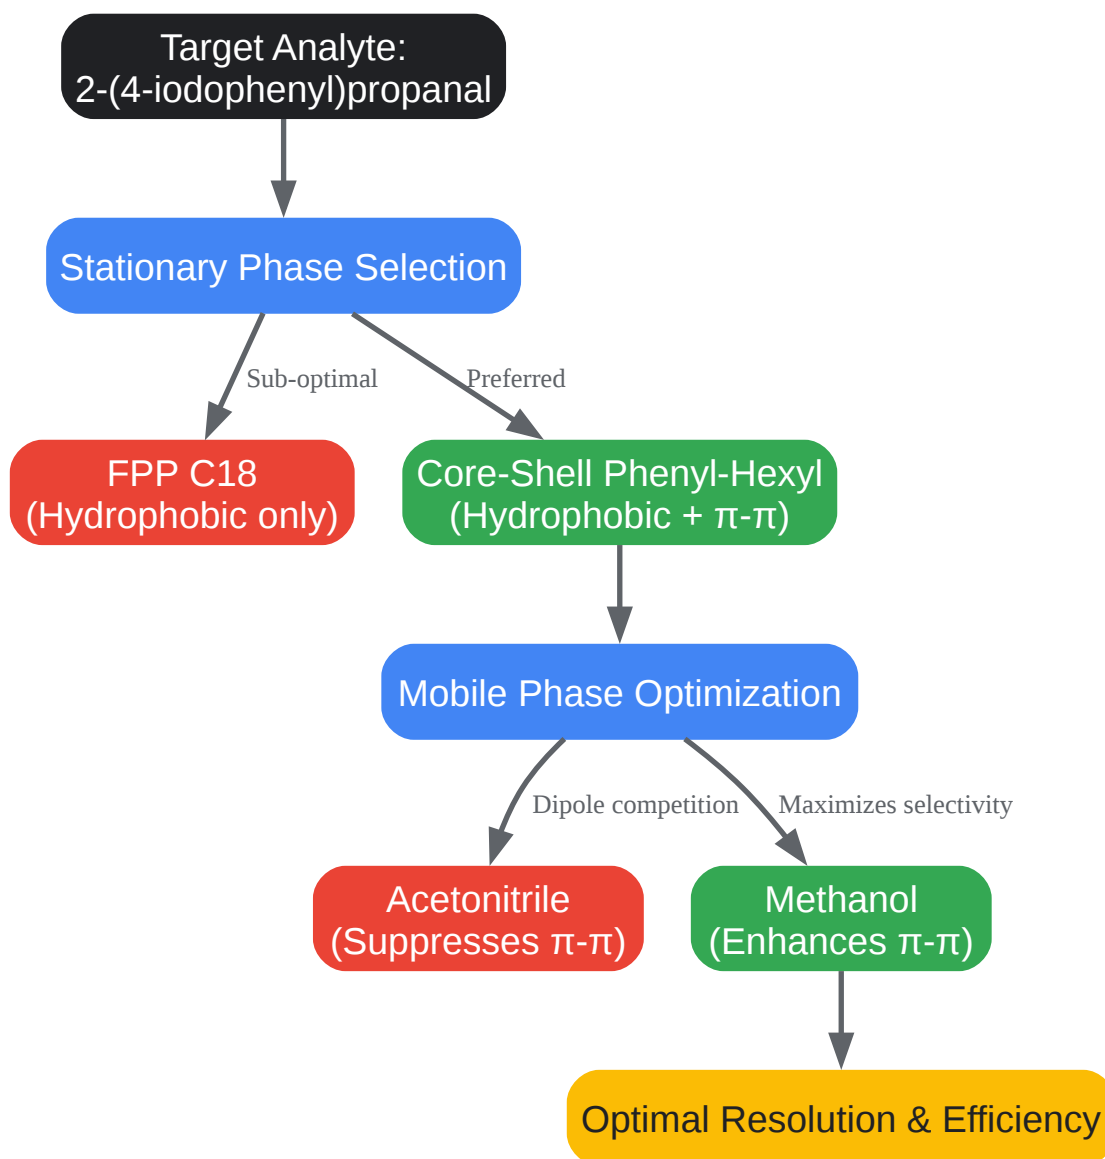 Target Analyte:
2-(4-iodophenyl)propanal
Stationary Phase Selection
Sub-optimal
Preferred
FPP C18
(Hydrophobic only)
Core-Shell Phenyl-Hexyl
(Hydrophobic + π-π)
Mobile Phase Optimization
Dipole competition
Maximizes selectivity
Acetonitrile
(Suppresses π-π)
Methanol
(Enhances π-π)
Optimal Resolution & Efficiency